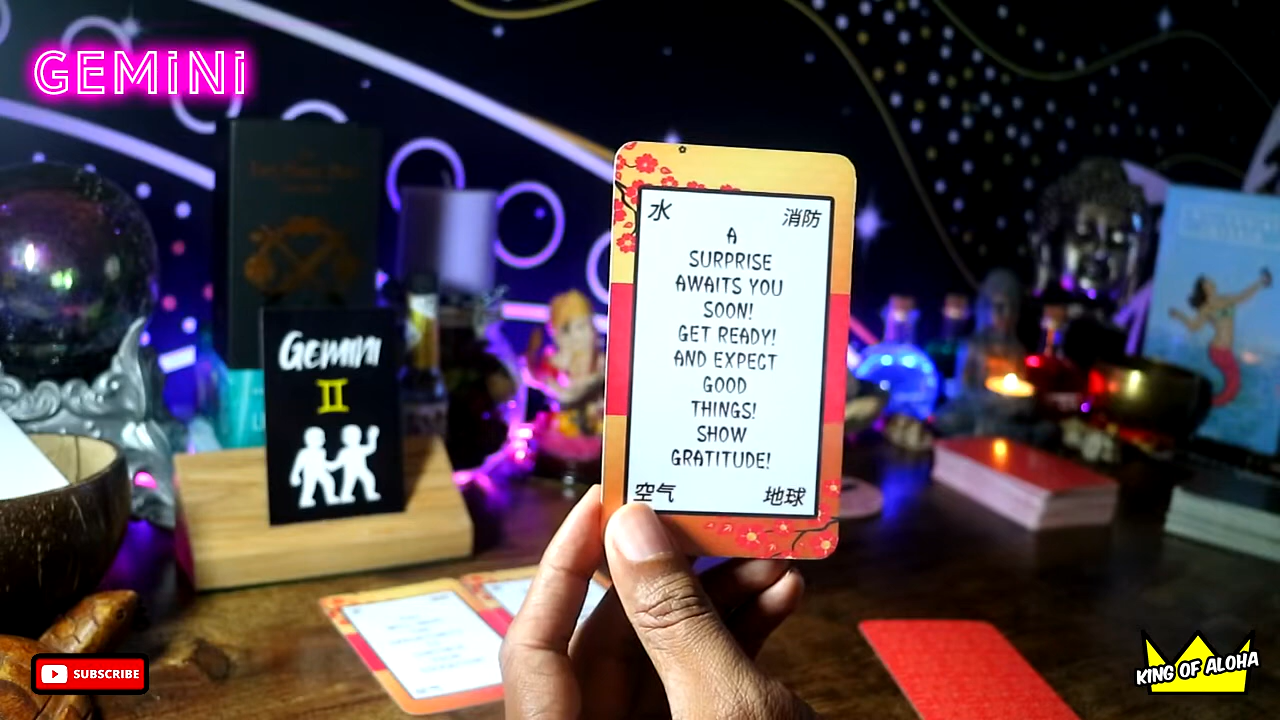 GEMINI
水 消防
A
SURPRISE
AWAITS YOU
SOON!
GET READY!
AND EXPECT
GOOD
THINGS!
SHOW
GRATITUDE!
空气 地球
GEMINI
♊
SUBSCRIBE
KING OF ALOHA